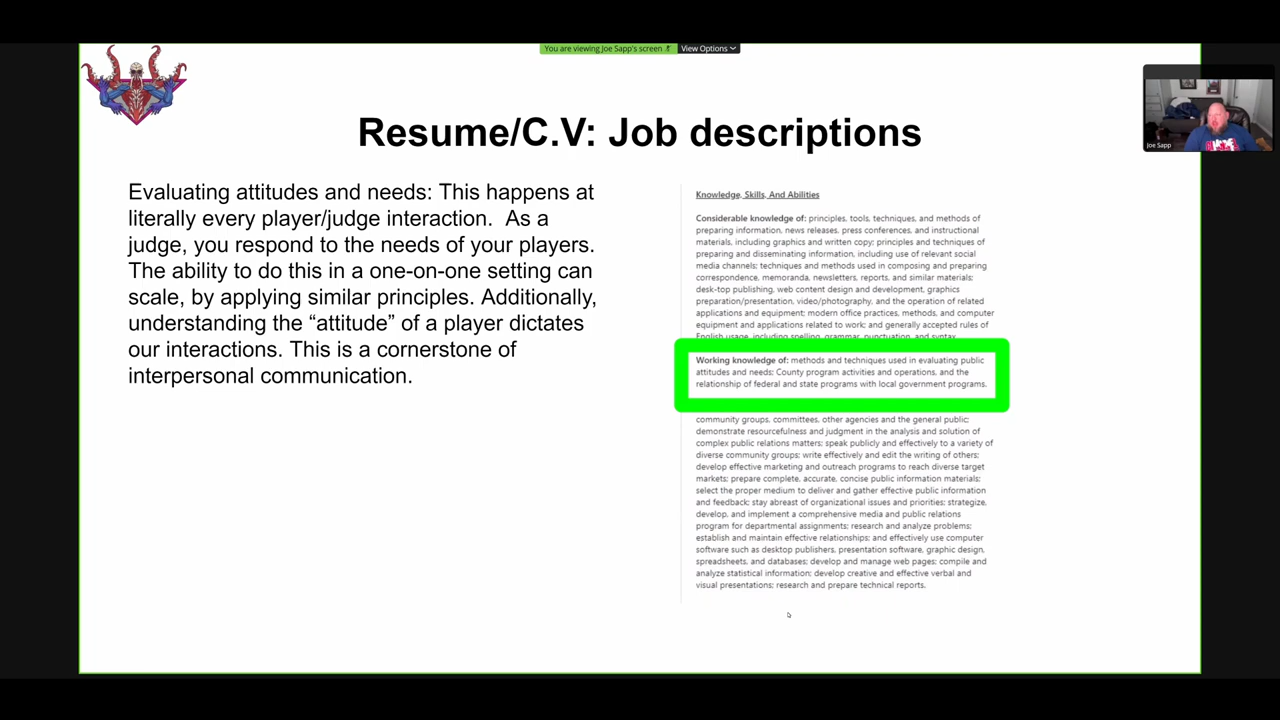 You are viewing Joe Sapp's screen
View Options
Joe Sapp
Resume/C.V: Job descriptions
Evaluating attitudes and needs: This happens at
literally every player/judge interaction.  As a
judge, you respond to the needs of your players.
The ability to do this in a one-on-one setting can
scale, by applying similar principles. Additionally,
understanding the “attitude” of a player dictates
our interactions. This is a cornerstone of
interpersonal communication.
Knowledge, Skills, And Abilities
Considerable knowledge of: principles, tools, techniques, and methods of
preparing information, news releases, press conferences, and instructional
materials, including graphics and written copy; principles and techniques of
preparing and disseminating information, including use of relevant social
media channels; techniques and methods used in composing and preparing
correspondence, memoranda, newsletters, reports, and similar materials;
desk-top publishing, web content design and development, graphics
preparation/presentation, video/photography, and the operation of related
applications and equipment; modern office practices, methods, and computer
equipment and applications related to work; and generally accepted rules of
English usage, including spelling, grammar, punctuation, and syntax.
Working knowledge of: methods and techniques used in evaluating public
attitudes and needs; County program activities and operations, and the
relationship of federal and state programs with local government programs.
community groups, committees, other agencies and the general public;
demonstrate resourcefulness and judgment in the analysis and solution of
complex public relations matters; speak publicly and effectively to a variety of
diverse community groups; write effectively and edit the writing of others;
develop effective marketing and outreach programs to reach diverse target
markets; prepare complete, accurate, concise public information materials;
select the proper medium to deliver and gather effective public information
and feedback; stay abreast of organizational issues and priorities; strategize,
develop, and implement a comprehensive media and public relations
program for departmental assignments; research and analyze problems;
establish and maintain effective relationships; and effectively use computer
software such as desktop publishers, presentation software, graphic design,
spreadsheets, and databases; develop and manage web pages; compile and
analyze statistical information; develop creative and effective verbal and
visual presentations; research and prepare technical reports.